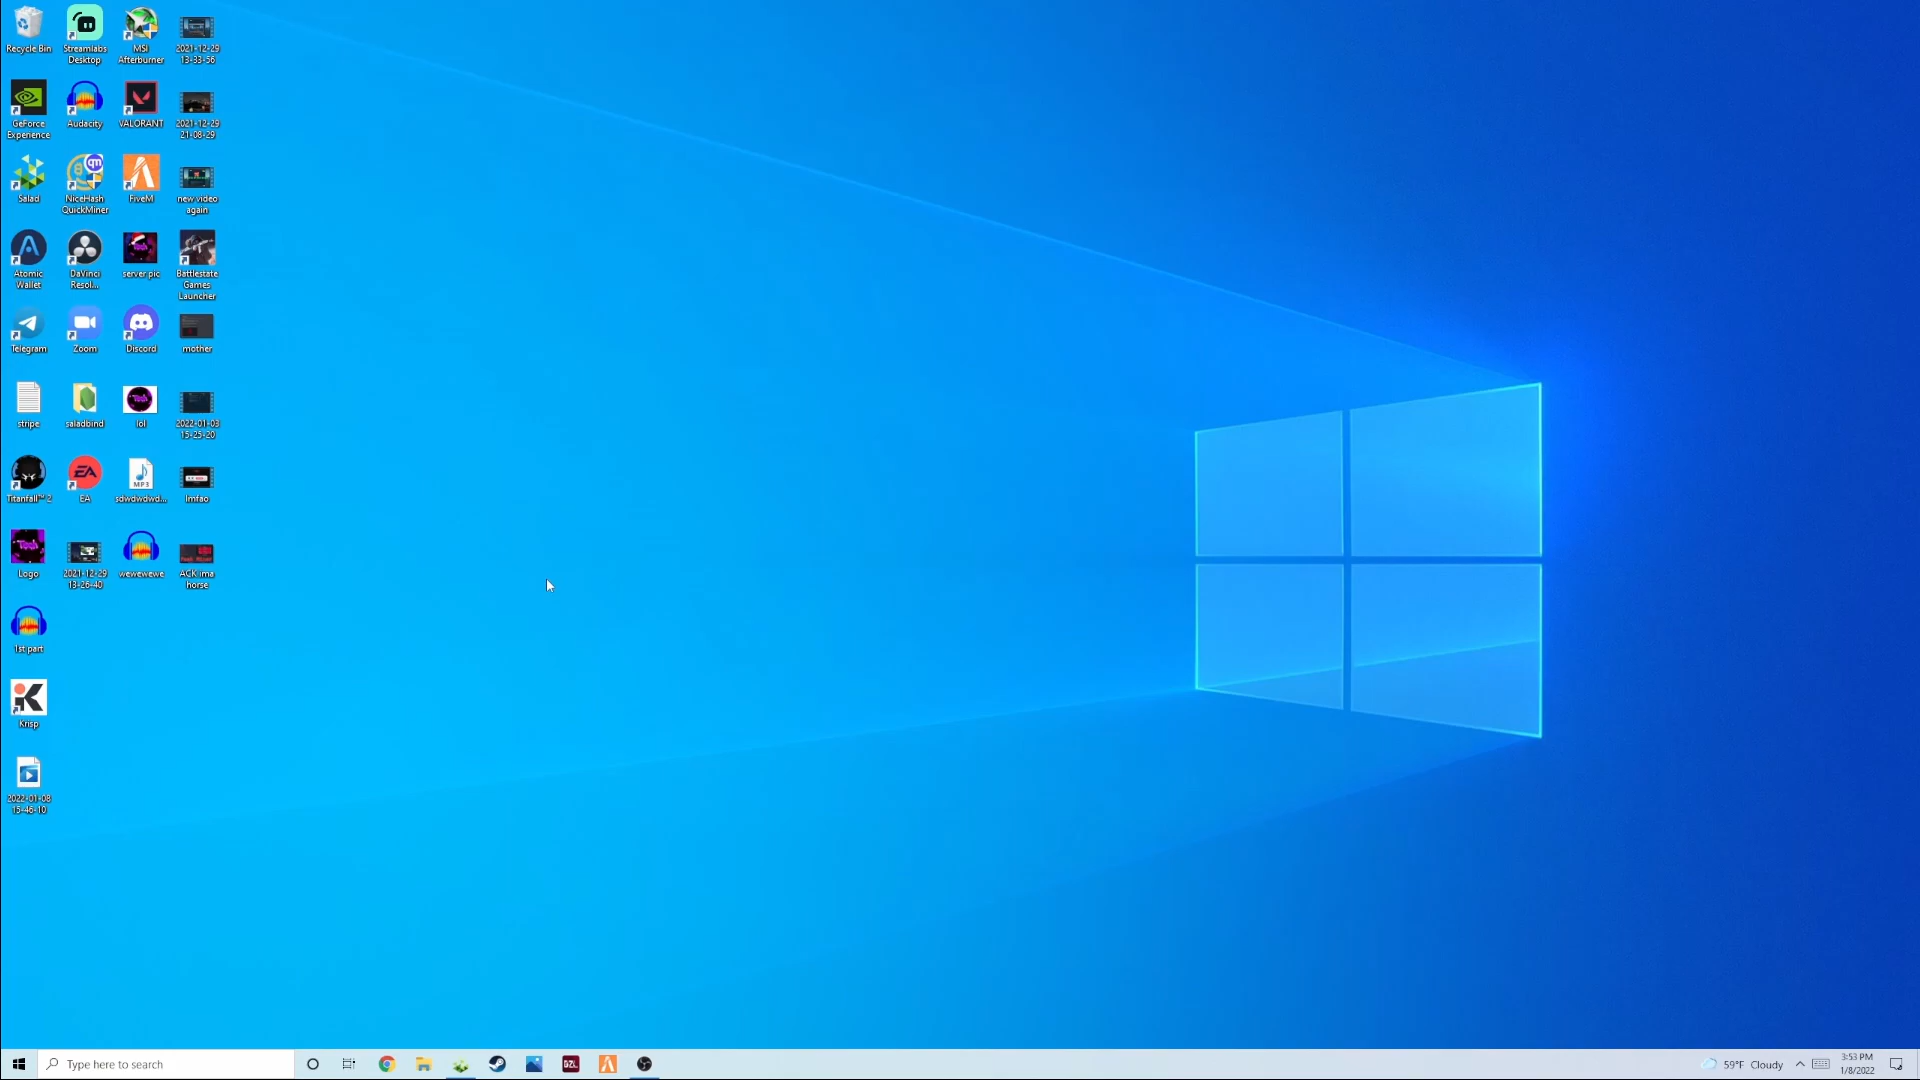 Recycle Bin
Streamlabs
Desktop
MSI
Afterburner
2021-12-29
13-33-56
GeForce
Experience
Audacity
VALORANT
2021-12-29
21-08-29
Salad
NiceHash
QuickMiner
FiveM
new video
again
Atomic
Wallet
DaVinci
Resol...
server pic
Battlestate
Games
Launcher
Telegram
Zoom
Discord
mother
stripe
saladbind
lol
2022-01-03
15-25-20
Titanfall™ 2
EA
MP3
sdwdwdwd...
lmfao
Logo
2021-12-29
13-26-40
wewewewe
ACK ima
horse
1st part
Krisp
2022-01-08
15-46-10
Type here to search
DZL
59°F Cloudy
3:53 PM
1/8/2022